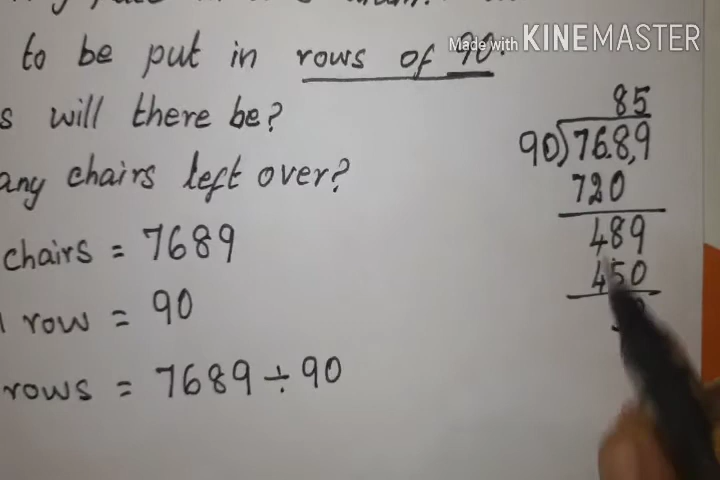 Made with KINEMASTER
to be put in rows of 90.
s will there be?
any chairs left over?
chairs = 7689
row = 90
rows = 7689 ÷ 90
85
90)7689
720
489
450